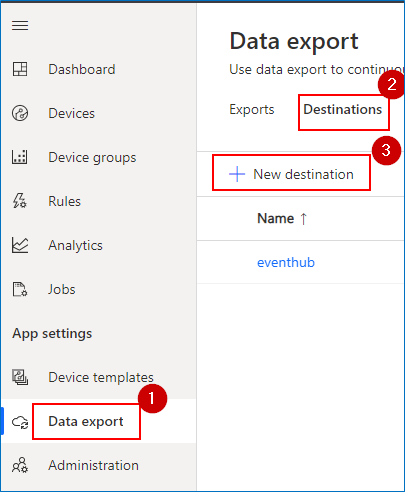 Dashboard
Devices
Device groups
Rules
Analytics
Jobs
App settings
Device templates
1
Data export
Administration
Data export
Use data export to continuou
2
Exports
Destinations
3
+ New destination
Name ↑
eventhub